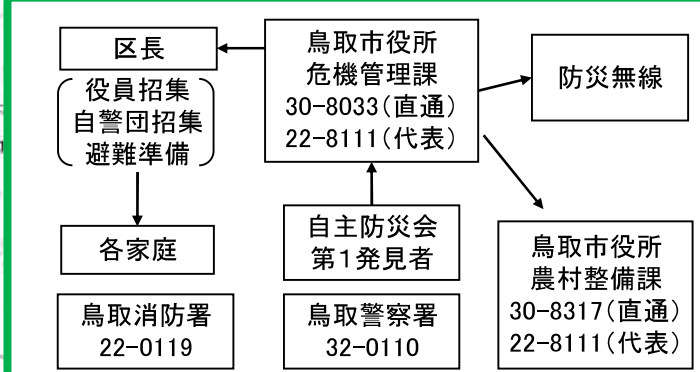 区長
役員招集
自警団招集
避難準備
各家庭
鳥取市役所
危機管理課
30-8033(直通)
22-8111(代表)
防災無線
自主防災会
第1発見者
鳥取市役所
農村整備課
30-8317(直通)
22-8111(代表)
鳥取消防署
22-0119
鳥取警察署
32-0110